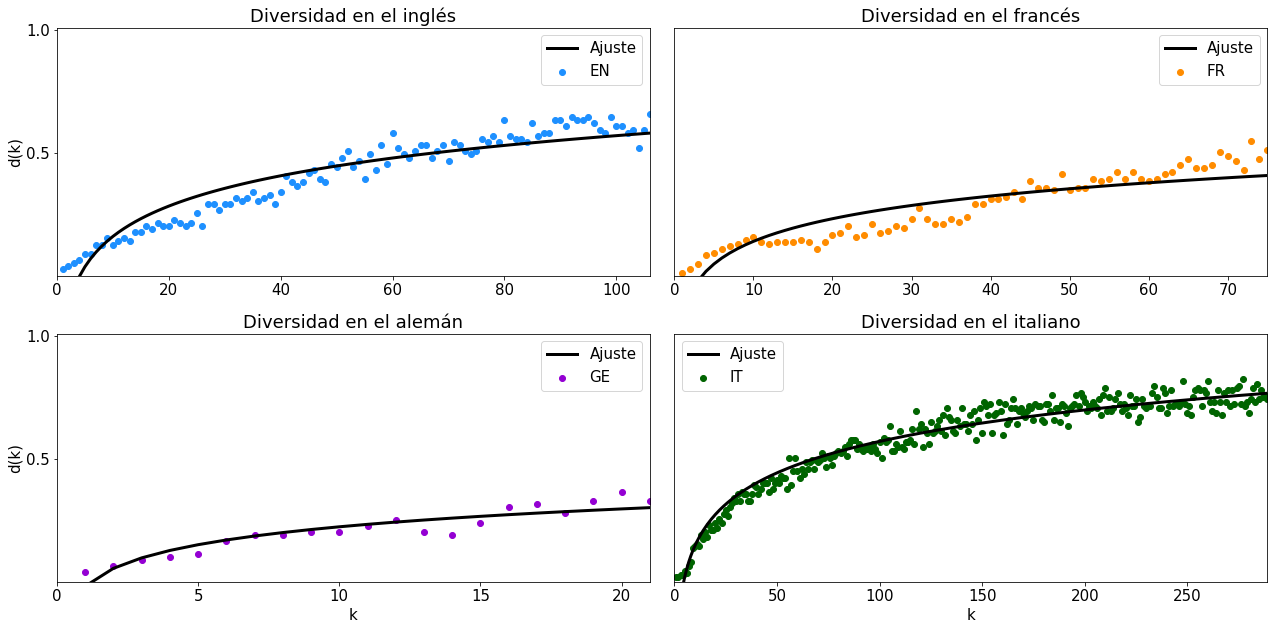 Diversidad en el inglés
1.0
0.5
d(k)
Ajuste
EN
0 20 40 60 80 100
Diversidad en el francés
Ajuste
FR
0 10 20 30 40 50 60 70
Diversidad en el alemán
1.0
0.5
d(k)
Ajuste
GE
0 5 10 15 20
k
Diversidad en el italiano
Ajuste
IT
0 50 100 150 200 250
k